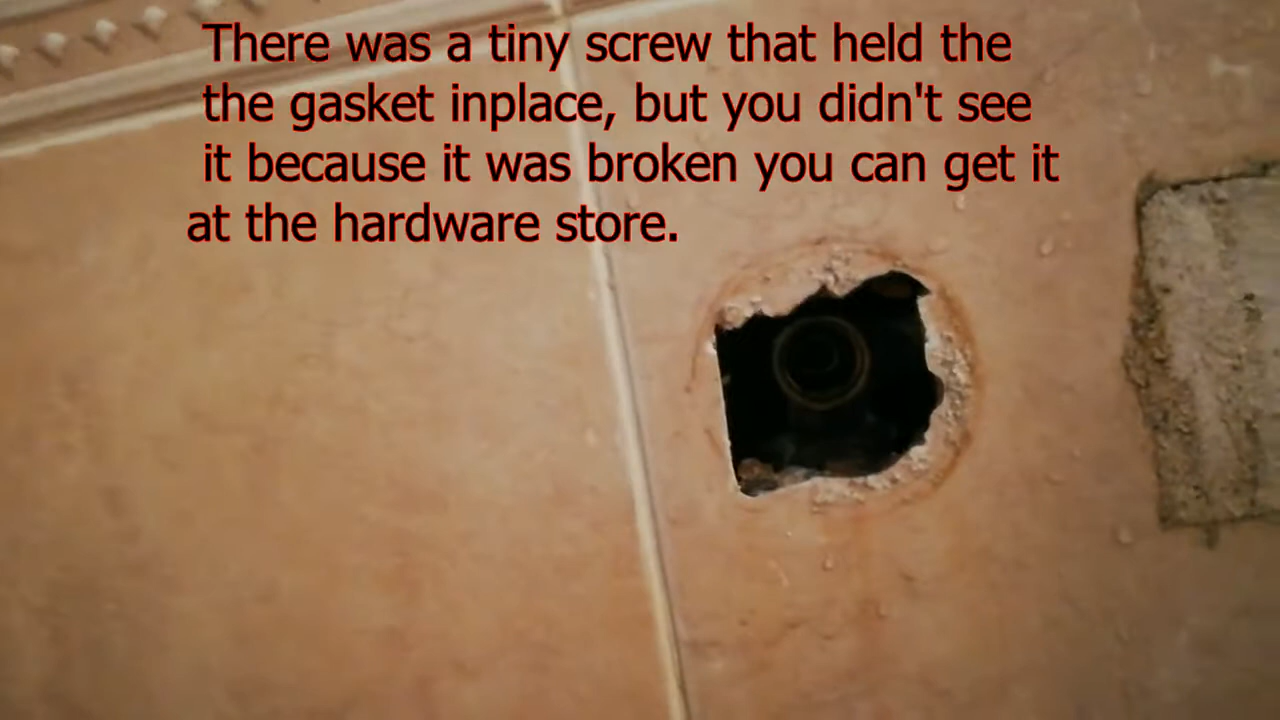 There was a tiny screw that held the
the gasket inplace, but you didn't see
it because it was broken you can get it
at the hardware store.